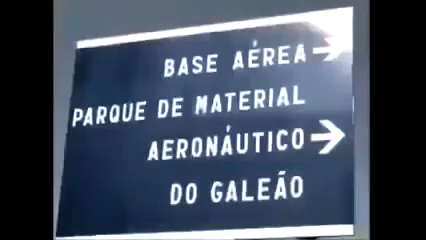 BASE AÉREA →
PARQUE DE MATERIAL
AERONÁUTICO →
DO GALEÃO